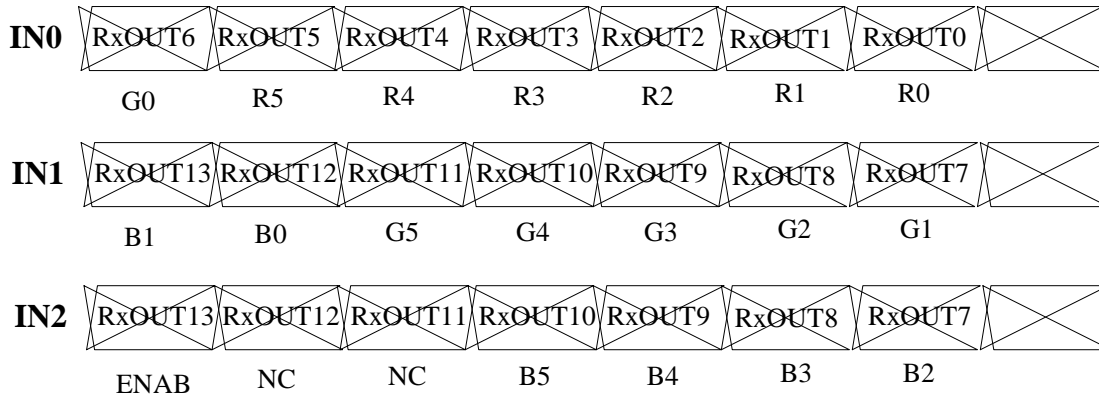 IN0 RxOUT6 RxOUT5 RxOUT4 RxOUT3 RxOUT2 RxOUT1 RxOUT0
G0 R5 R4 R3 R2 R1 R0
IN1 RxOUT13 RxOUT12 RxOUT11 RxOUT10 RxOUT9 RxOUT8 RxOUT7
B1 B0 G5 G4 G3 G2 G1
IN2 RxOUT13 RxOUT12 RxOUT11 RxOUT10 RxOUT9 RxOUT8 RxOUT7
ENAB NC NC B5 B4 B3 B2